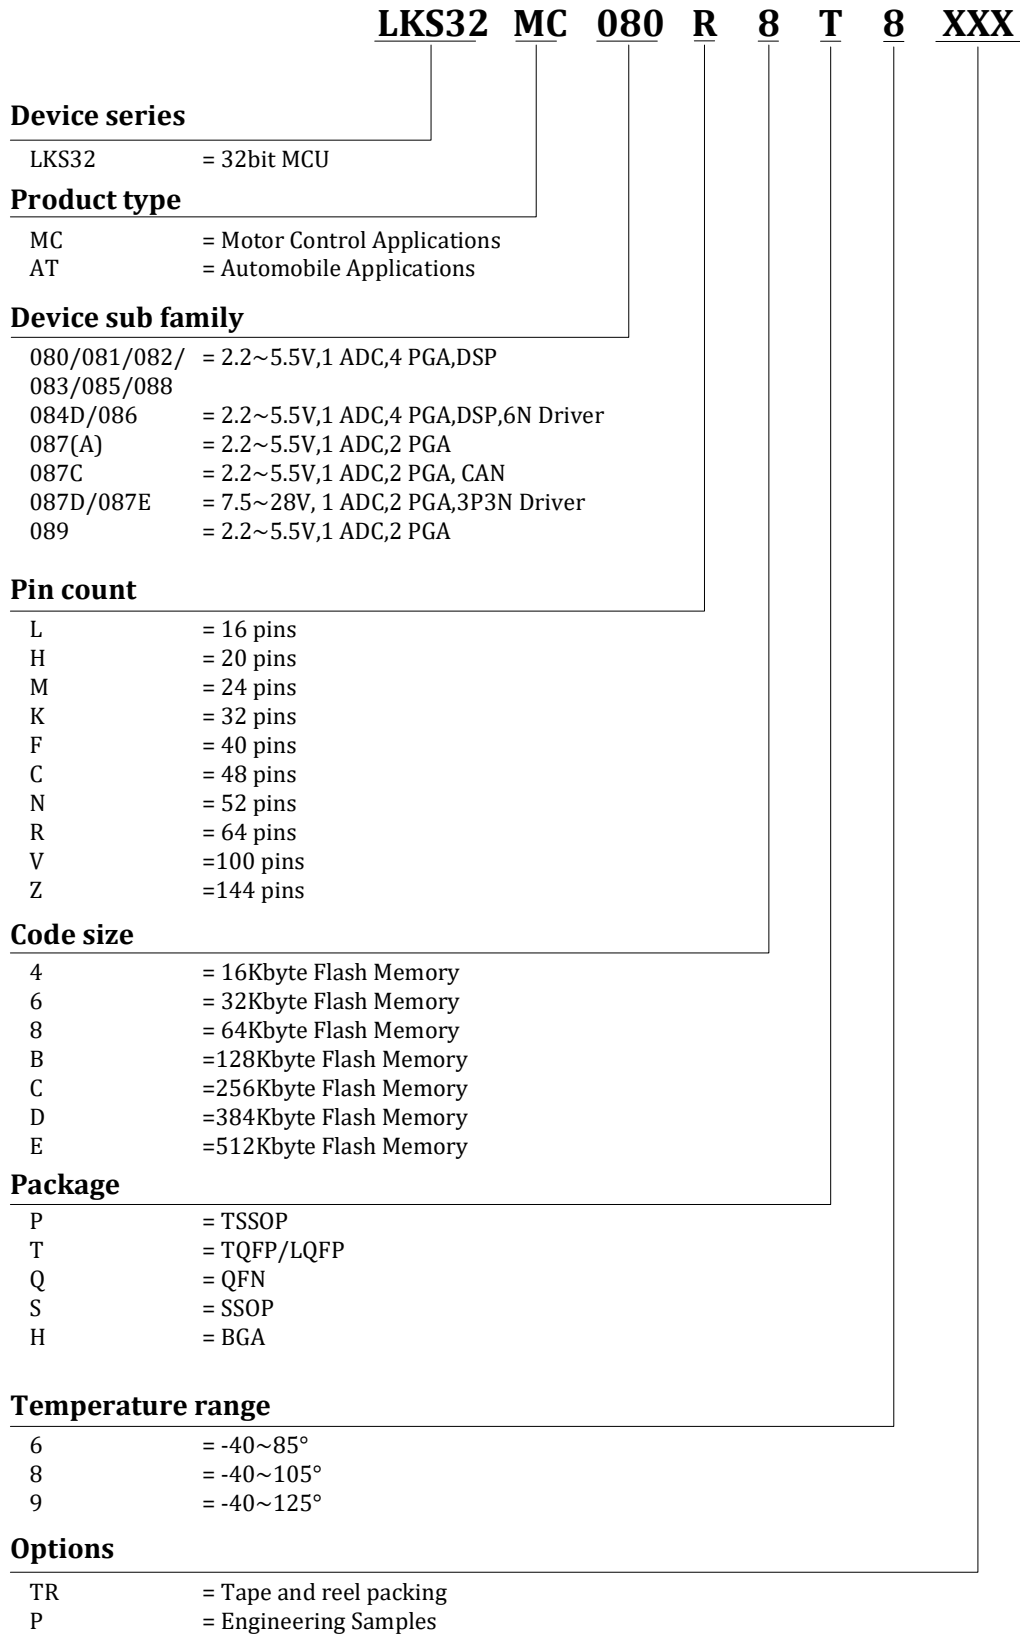 LKS32 MC 080 R 8 T 8 XXX
Device series
LKS32 = 32bit MCU
Product type
MC = Motor Control Applications
AT = Automobile Applications
Device sub family
080/081/082/ = 2.2~5.5V,1 ADC,4 PGA,DSP
083/085/088
084D/086 = 2.2~5.5V,1 ADC,4 PGA,DSP,6N Driver
087(A) = 2.2~5.5V,1 ADC,2 PGA
087C = 2.2~5.5V,1 ADC,2 PGA, CAN
087D/087E = 7.5~28V, 1 ADC,2 PGA,3P3N Driver
089 = 2.2~5.5V,1 ADC,2 PGA
Pin count
L = 16 pins
H = 20 pins
M = 24 pins
K = 32 pins
F = 40 pins
C = 48 pins
N = 52 pins
R = 64 pins
V =100 pins
Z =144 pins
Code size
4 = 16Kbyte Flash Memory
6 = 32Kbyte Flash Memory
8 = 64Kbyte Flash Memory
B =128Kbyte Flash Memory
C =256Kbyte Flash Memory
D =384Kbyte Flash Memory
E =512Kbyte Flash Memory
Package
P = TSSOP
T = TQFP/LQFP
Q = QFN
S = SSOP
H = BGA
Temperature range
6 = -40~85°
8 = -40~105°
9 = -40~125°
Options
TR = Tape and reel packing
P = Engineering Samples